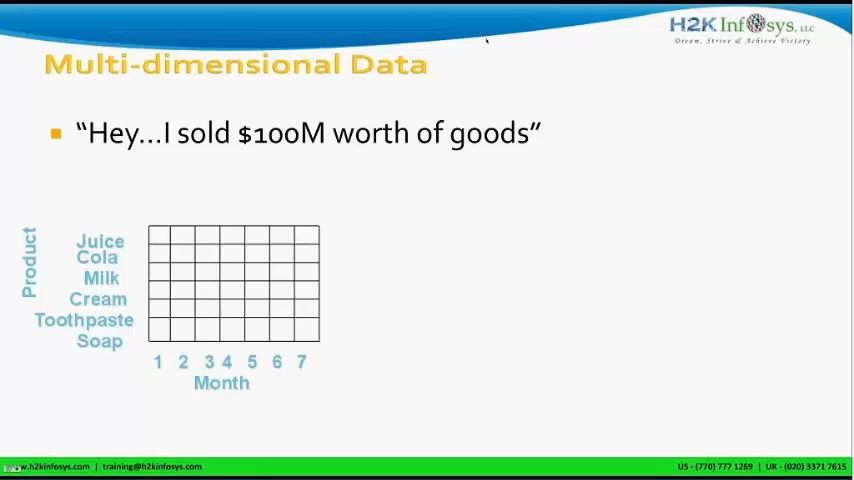 H2K Infosys, LLC
Dream, Strive & Achieve Victory
Multi-dimensional Data
"Hey...I sold $100M worth of goods"
Product
Juice
Cola
Milk
Cream
Toothpaste
Soap
1 2 3 4 5 6 7
Month
www.h2kinfosys.com | training@h2kinfosys.com
US - (770) 777 1269 | UK - (020) 3371 7615